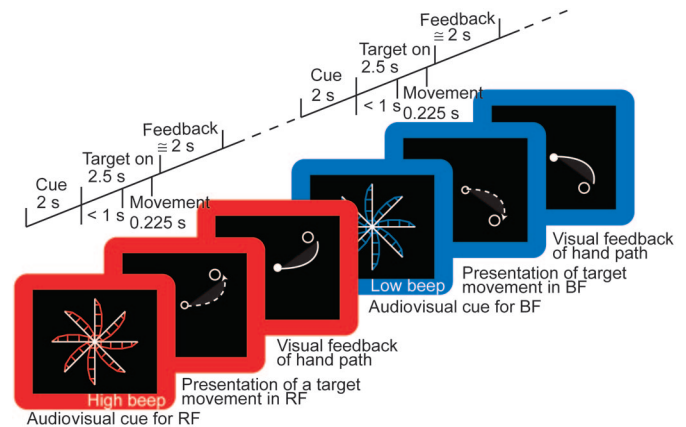 Feedback
≅ 2 s
Target on
2.5 s
Cue
2 s
< 1 s
Movement
0.225 s
Feedback
≅ 2 s
Target on
2.5 s
Cue
2 s
< 1 s
Movement
0.225 s
Visual feedback
of hand path
Low beep
Presentation of target
movement in BF
Audiovisual cue for BF
Visual feedback
of hand path
High beep
Presentation of a target
movement in RF
Audiovisual cue for RF